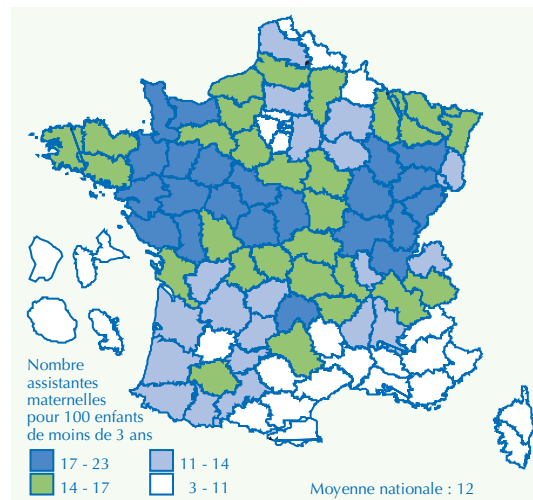 Nombre
assistantes
maternelles
pour 100 enfants
de moins de 3 ans
17 - 23
11 - 14
14 - 17
3 - 11
Moyenne nationale : 12